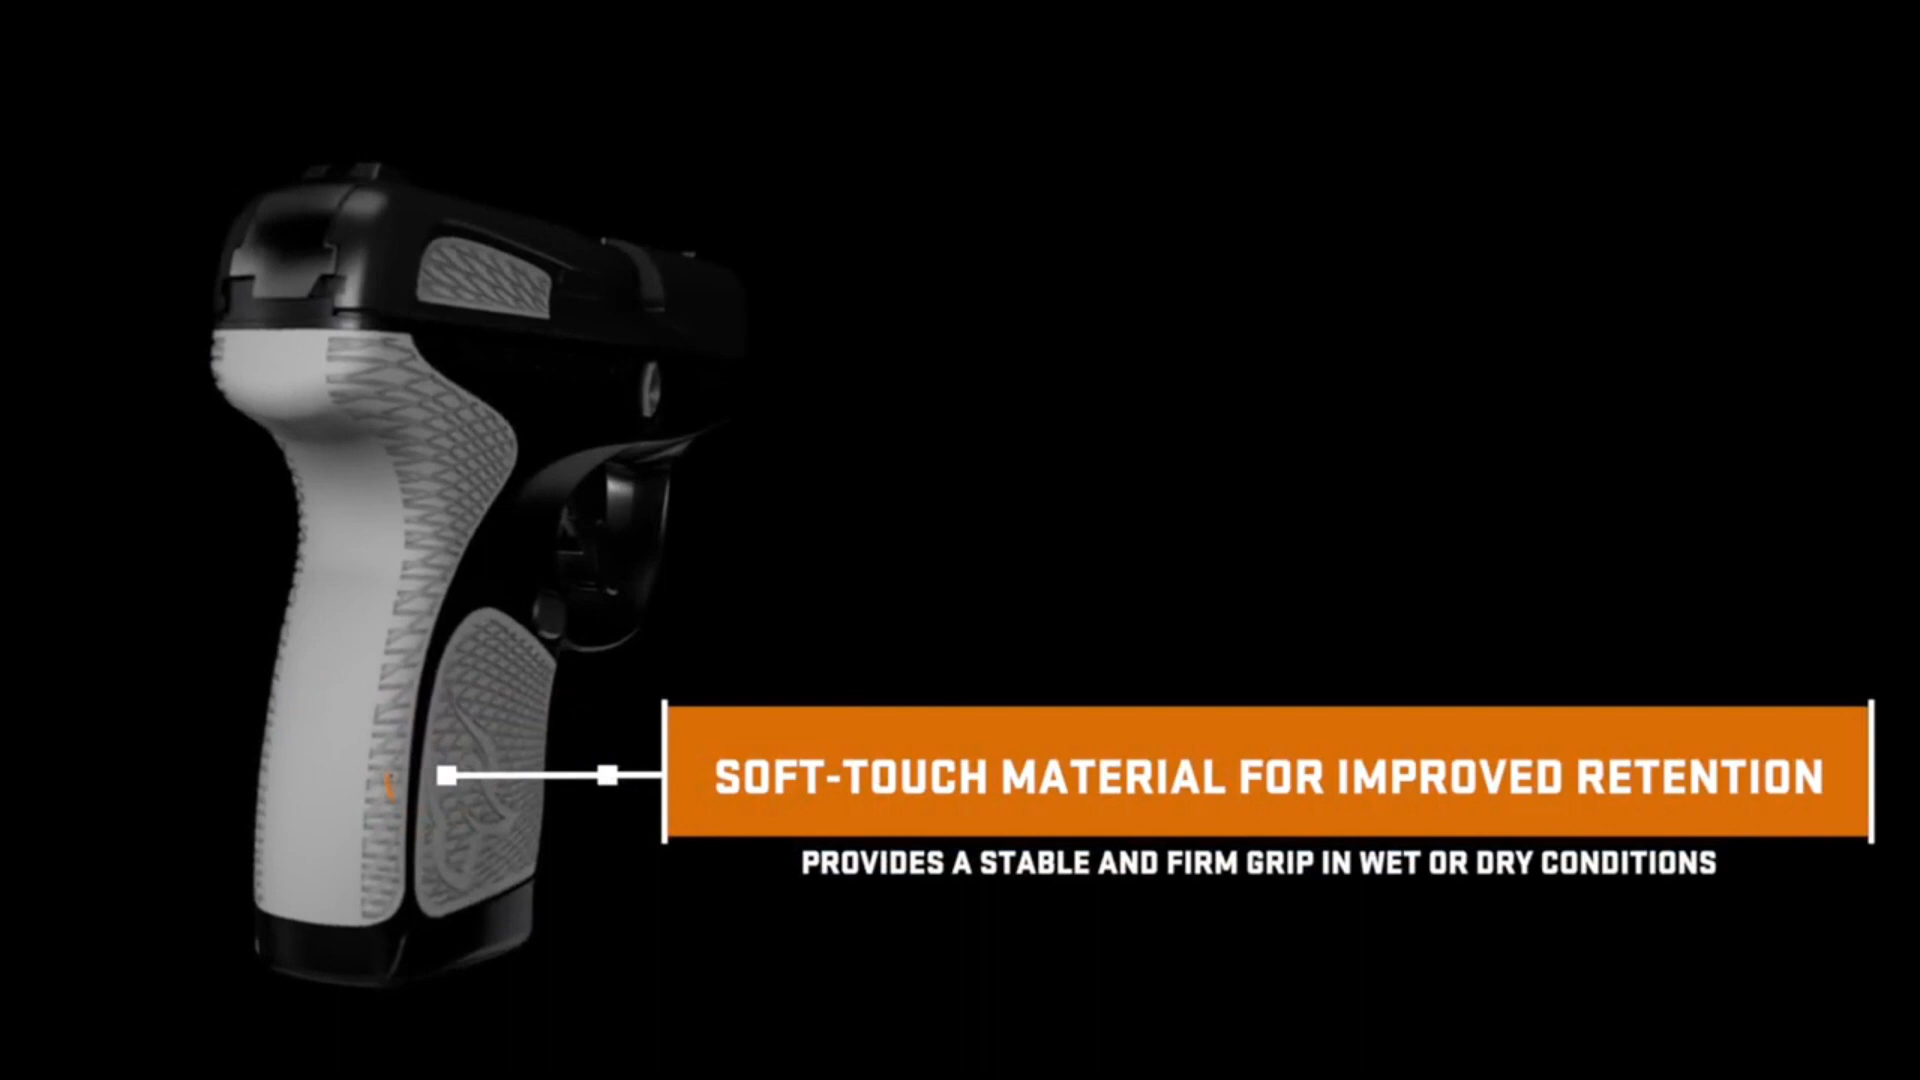 SOFT-TOUCH MATERIAL FOR IMPROVED RETENTION
PROVIDES A STABLE AND FIRM GRIP IN WET OR DRY CONDITIONS